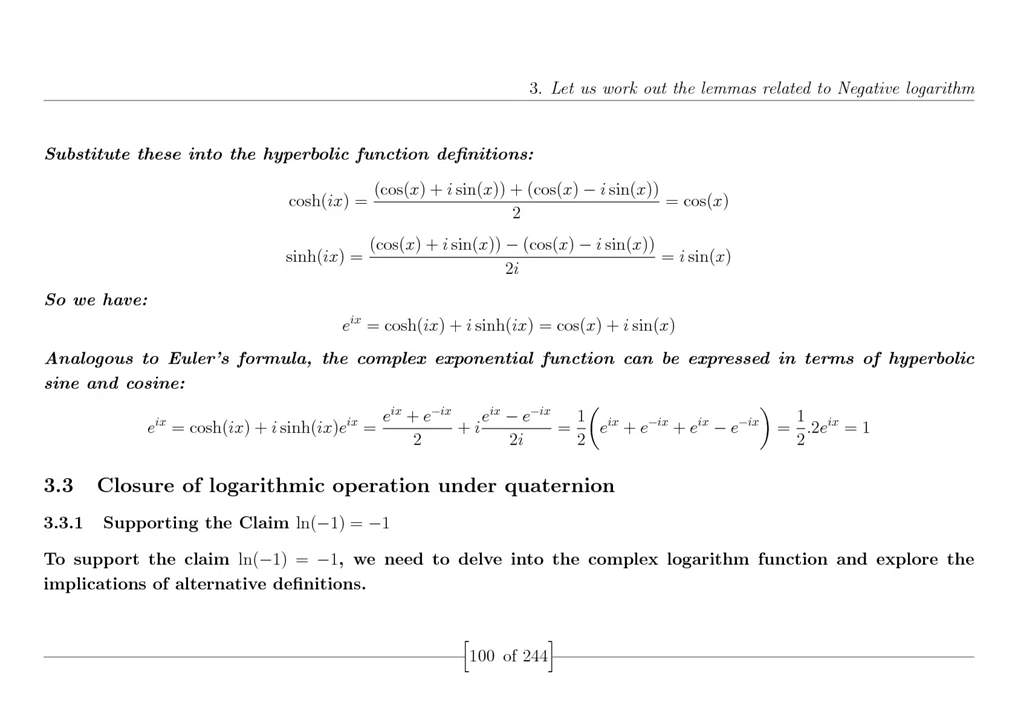 3. Let us work out the lemmas related to Negative logarithm
Substitute these into the hyperbolic function definitions:
cosh(ix) = \frac{(cos(x) + i sin(x)) + (cos(x) − i sin(x))}{2} = cos(x)
sinh(ix) = \frac{(cos(x) + i sin(x)) − (cos(x) − i sin(x))}{2i} = i sin(x)
So we have:
e^{ix} = cosh(ix) + i sinh(ix) = cos(x) + i sin(x)
Analogous to Euler's formula, the complex exponential function can be expressed in terms of hyperbolic
sine and cosine:
e^{ix} = cosh(ix) + i sinh(ix)e^{ix} = \frac{e^{ix} + e^{−ix}}{2} + i\frac{e^{ix} − e^{−ix}}{2i} = \frac{1}{2}(e^{ix} + e^{−ix} + e^{ix} − e^{−ix}) = \frac{1}{2}.2e^{ix} = 1
3.3 Closure of logarithmic operation under quaternion
3.3.1 Supporting the Claim ln(−1) = −1
To support the claim ln(−1) = −1, we need to delve into the complex logarithm function and explore the
implications of alternative definitions.
[100 of 244]